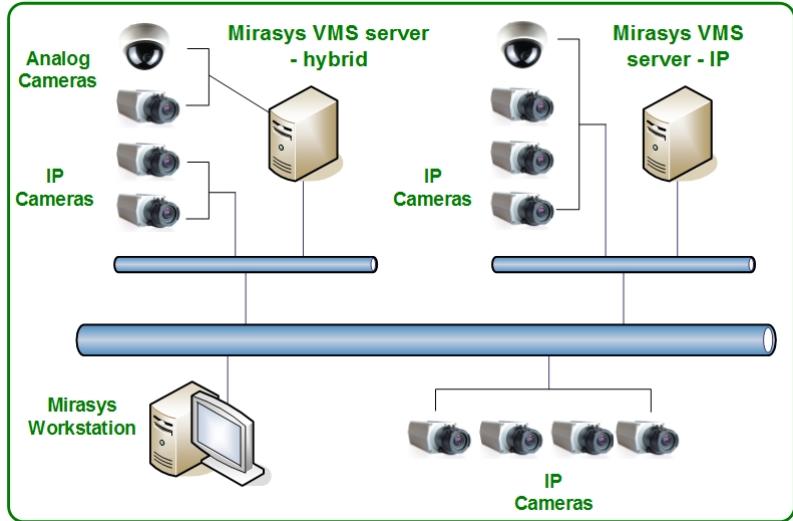 Analog
Cameras
Mirasys VMS server
- hybrid
Mirasys VMS
server - IP
IP
Cameras
IP
Cameras
Mirasys
Workstation
IP
Cameras